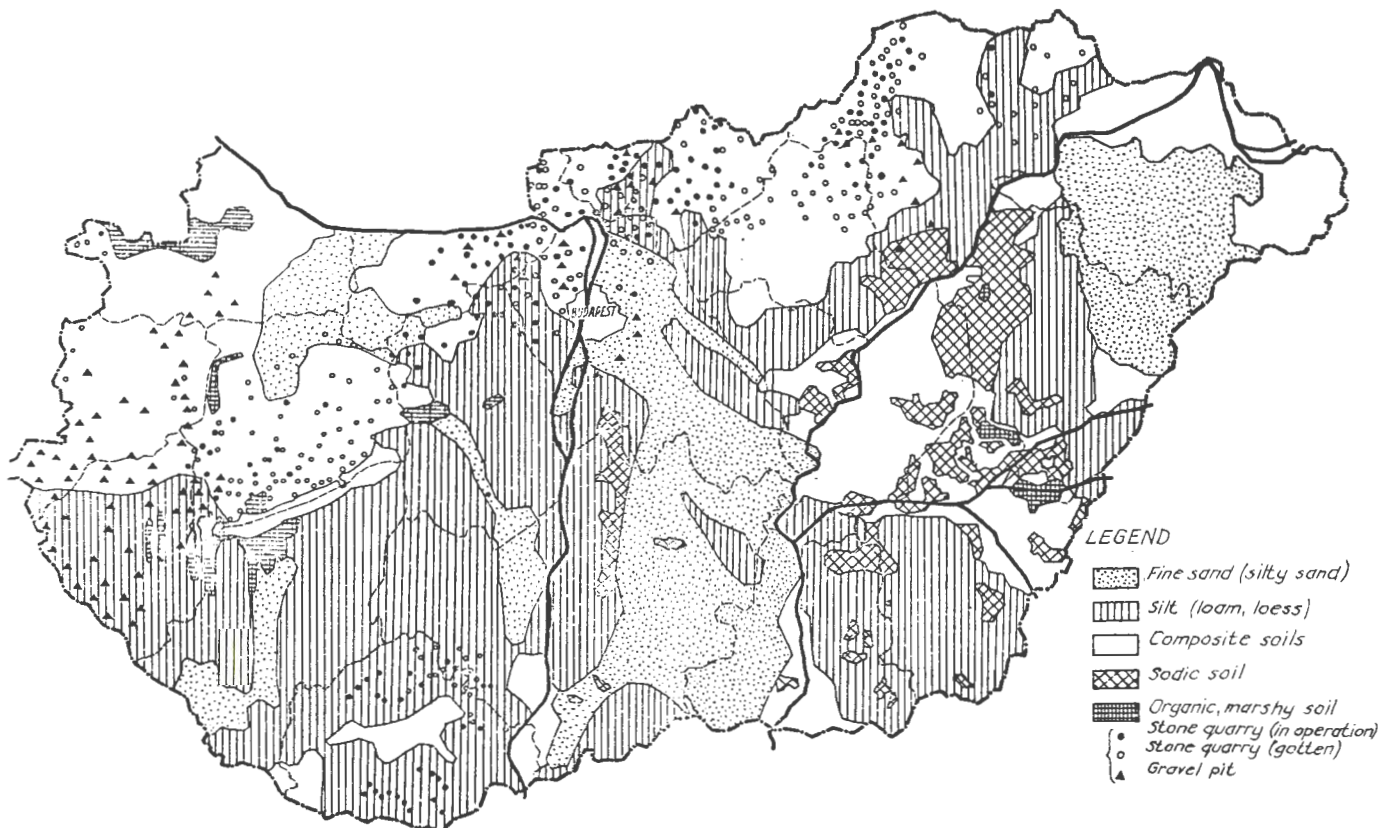 BUDAPEST
LEGEND
Fine sand (silty sand)
Silt (loam, loess)
Composite soils
Sodic soil
Organic, marshy soil
Stone quarry (in operation)
Stone quarry (gotten)
Gravel pit